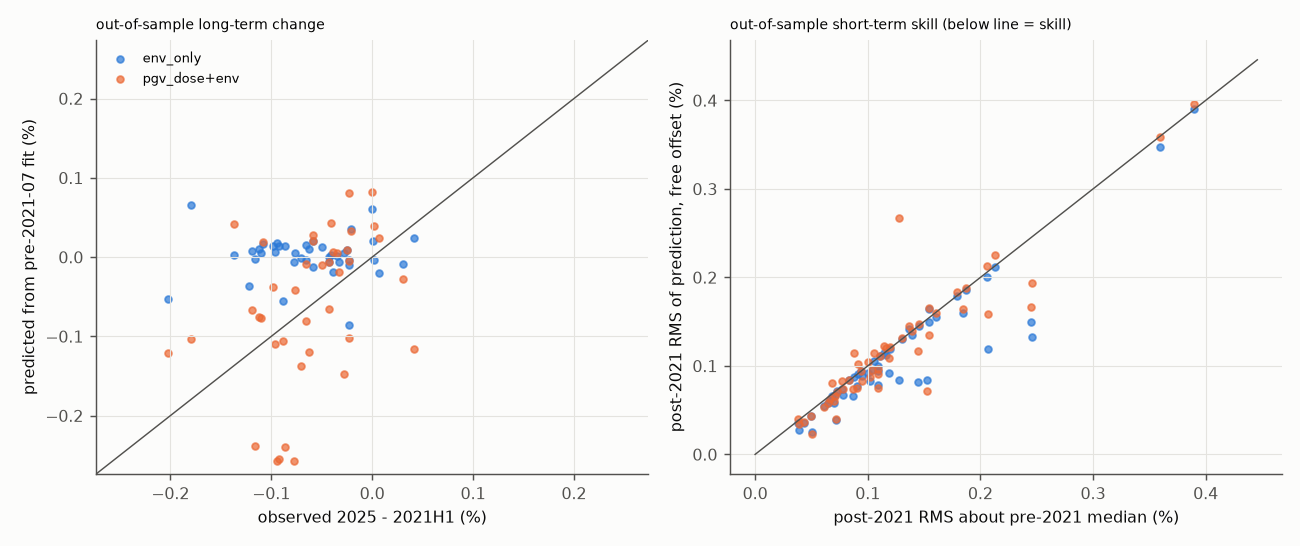 out-of-sample long-term change
env_only
pgv_dose+env
predicted from pre-2021-07 fit (%)
0.2
0.1
0.0
−0.1
−0.2
−0.2
−0.1
0.0
0.1
0.2
observed 2025 - 2021H1 (%)
out-of-sample short-term skill (below line = skill)
post-2021 RMS of prediction, free offset (%)
0.4
0.3
0.2
0.1
0.0
0.0
0.1
0.2
0.3
0.4
post-2021 RMS about pre-2021 median (%)